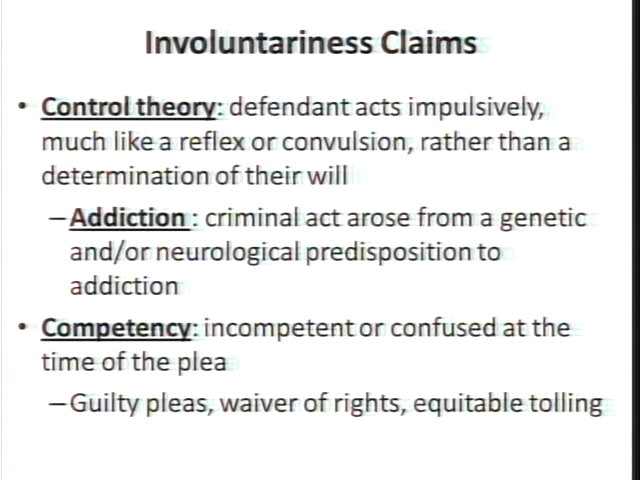 Involuntariness Claims
• Control theory: defendant acts impulsively,
much like a reflex or convulsion, rather than a
determination of their will
–Addiction : criminal act arose from a genetic
and/or neurological predisposition to
addiction
• Competency: incompetent or confused at the
time of the plea
–Guilty pleas, waiver of rights, equitable tolling